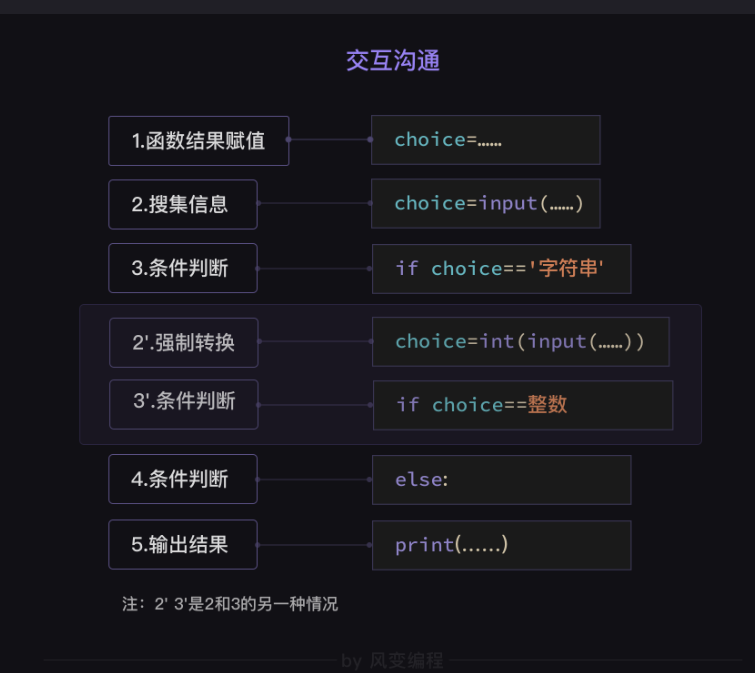 交互沟通
1.函数结果赋值 choice=……
2.搜集信息 choice=input(……)
3.条件判断 if choice=='字符串'
2'.强制转换 choice=int(input(……))
3'.条件判断 if choice==整数
4.条件判断 else:
5.输出结果 print(……)
注：2' 3'是2和3的另一种情况
by 风变编程